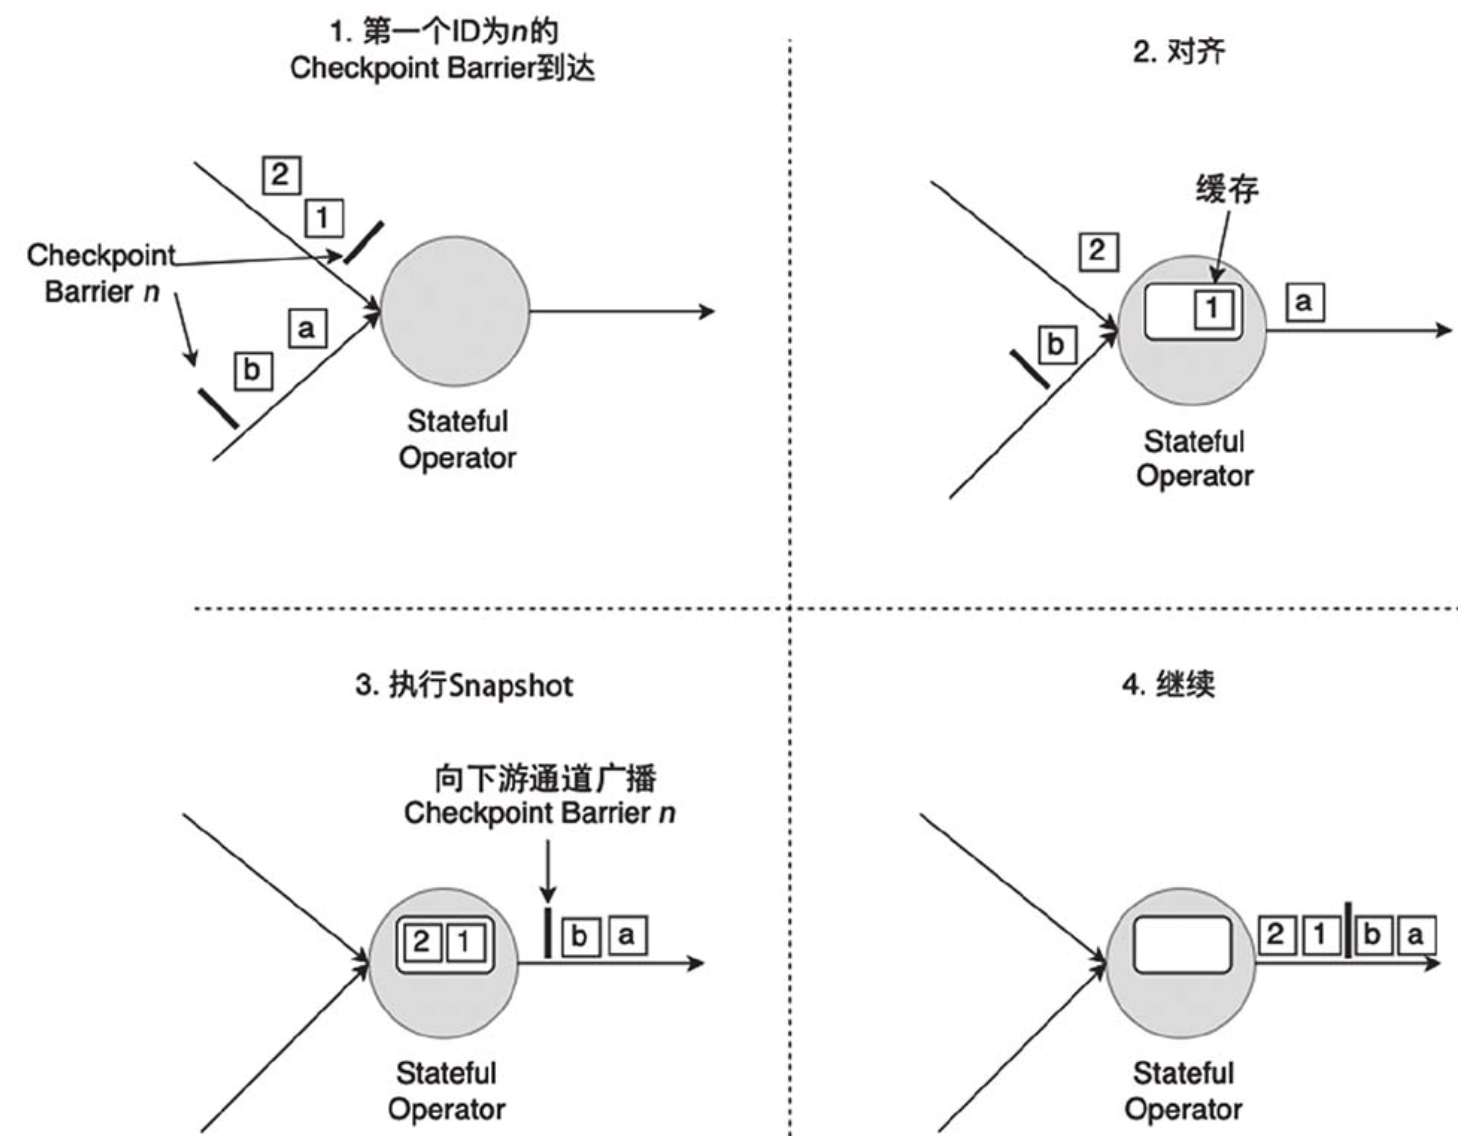 1. 第一个ID为n的
Checkpoint Barrier到达
2
1
Checkpoint
Barrier n
a
b
Stateful
Operator
2. 对齐
缓存
2
1
a
b
Stateful
Operator
3. 执行Snapshot
向下游通道广播
Checkpoint Barrier n
2 1
b a
Stateful
Operator
4. 继续
2 1 b a
Stateful
Operator